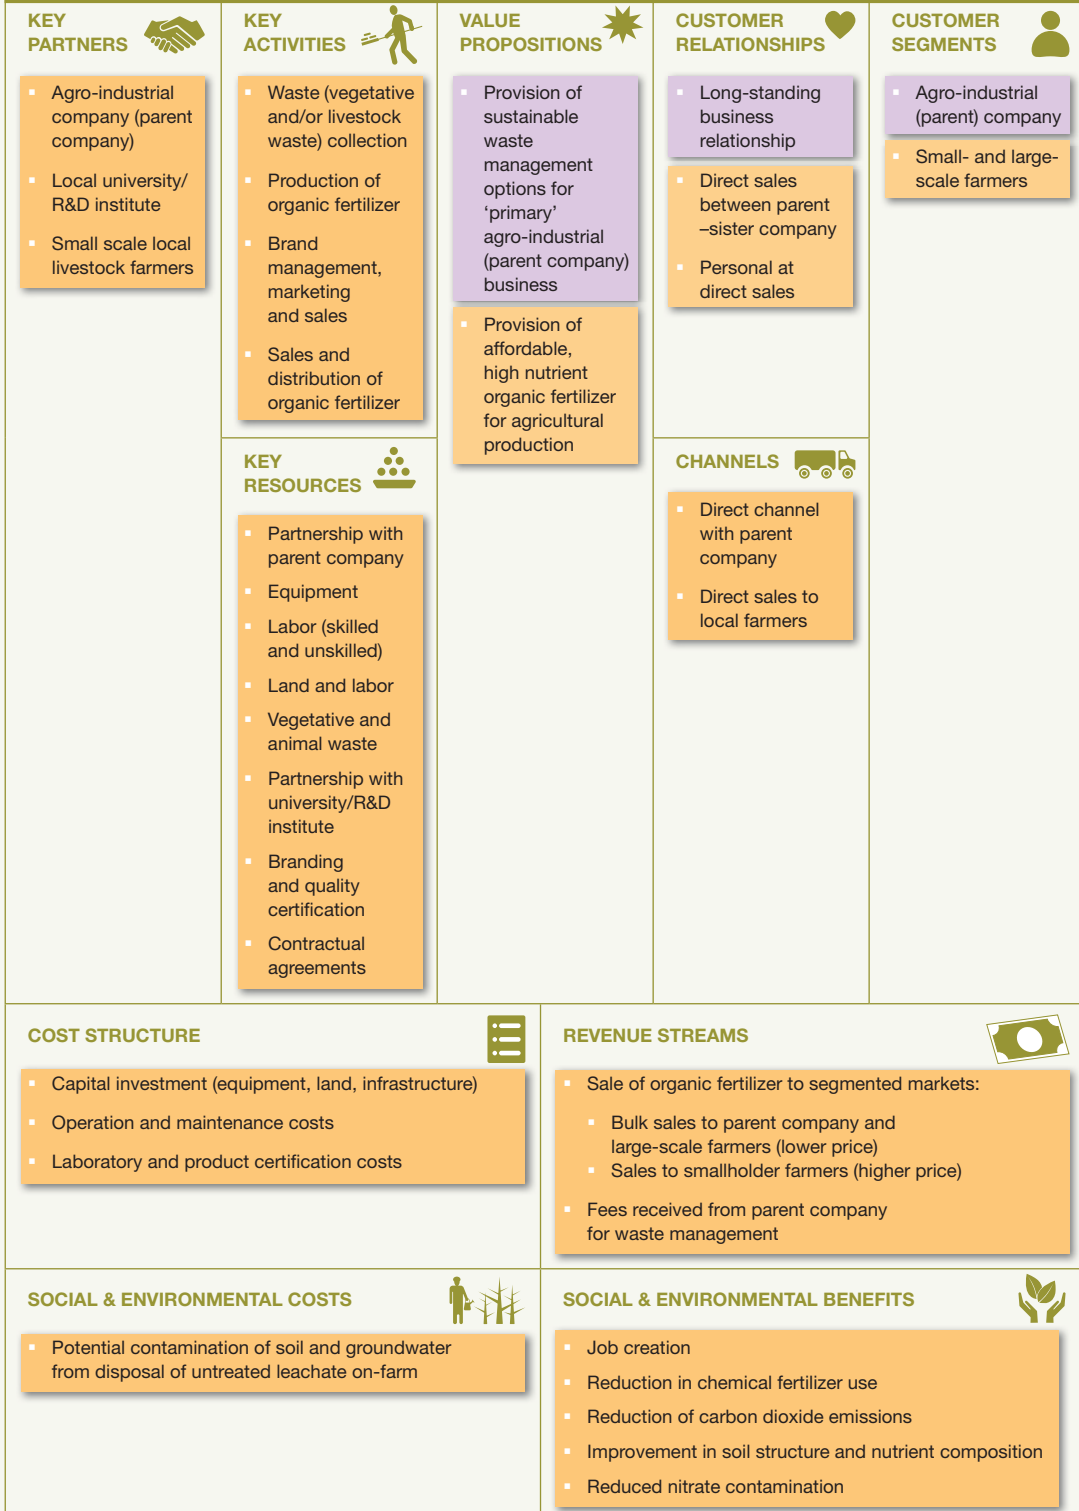 KEY
PARTNERS
Agro-industrial
company (parent
company)
Local university/
R&D institute
Small scale local
livestock farmers
KEY
ACTIVITIES
Waste (vegetative
and/or livestock
waste) collection
Production of
organic fertilizer
Brand
management,
marketing
and sales
Sales and
distribution of
organic fertilizer
KEY
RESOURCES
Partnership with
parent company
Equipment
Labor (skilled
and unskilled)
Land and labor
Vegetative and
animal waste
Partnership with
university/R&D
institute
Branding
and quality
certification
Contractual
agreements
VALUE
PROPOSITIONS
Provision of
sustainable
waste
management
options for
‘primary’
agro-industrial
(parent company)
business
Provision of
affordable,
high nutrient
organic fertilizer
for agricultural
production
CUSTOMER
RELATIONSHIPS
Long-standing
business
relationship
Direct sales
between parent
–sister company
Personal at
direct sales
CHANNELS
Direct channel
with parent
company
Direct sales to
local farmers
CUSTOMER
SEGMENTS
Agro-industrial
(parent) company
Small- and large-
scale farmers
COST STRUCTURE
Capital investment (equipment, land, infrastructure)
Operation and maintenance costs
Laboratory and product certification costs
REVENUE STREAMS
Sale of organic fertilizer to segmented markets:
Bulk sales to parent company and
large-scale farmers (lower price)
Sales to smallholder farmers (higher price)
Fees received from parent company
for waste management
SOCIAL & ENVIRONMENTAL COSTS
Potential contamination of soil and groundwater
from disposal of untreated leachate on-farm
SOCIAL & ENVIRONMENTAL BENEFITS
Job creation
Reduction in chemical fertilizer use
Reduction of carbon dioxide emissions
Improvement in soil structure and nutrient composition
Reduced nitrate contamination